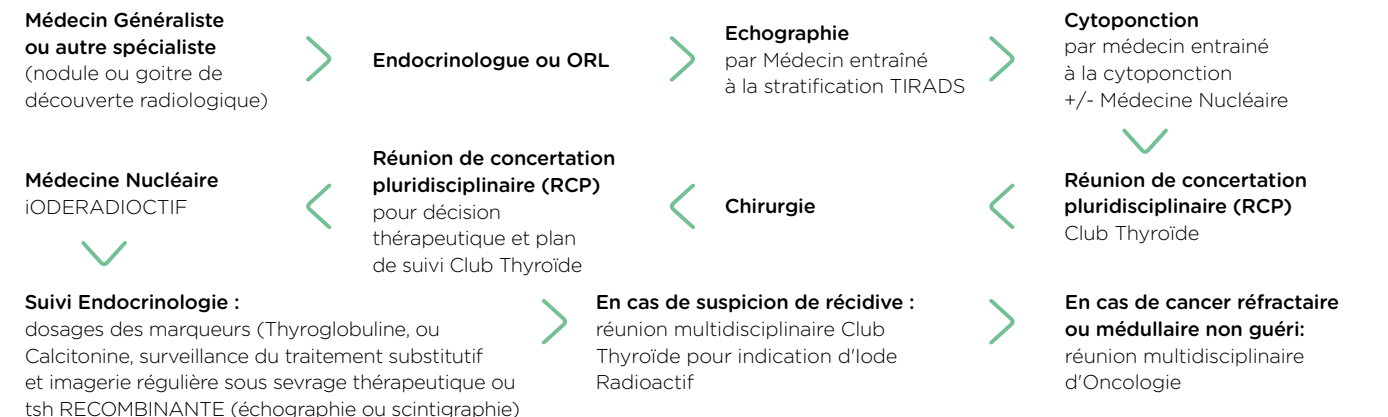 Médecin Généraliste
ou autre spécialiste
(nodule ou goitre de
découverte radiologique)
Endocrinologue ou ORL
Echographie
par Médecin entraîné
à la stratification TIRADS
Cytoponction
par médecin entrainé
à la cytoponction
+/- Médecine Nucléaire
Réunion de concertation
pluridisciplinaire (RCP)
Club Thyroïde
Chirurgie
Réunion de concertation
pluridisciplinaire (RCP)
pour décision
thérapeutique et plan
de suivi Club Thyroïde
Médecine Nucléaire
iODERADIOCTIF
Suivi Endocrinologie :
dosages des marqueurs (Thyroglobuline, ou
Calcitonine, surveillance du traitement substitutif
et imagerie régulière sous sevrage thérapeutique ou
tsh RECOMBINANTE (échographie ou scintigraphie)
En cas de suspicion de récidive :
réunion multidisciplinaire Club
Thyroïde pour indication d'Iode
Radioactif
En cas de cancer réfractaire
ou médullaire non guéri:
réunion multidisciplinaire
d'Oncologie